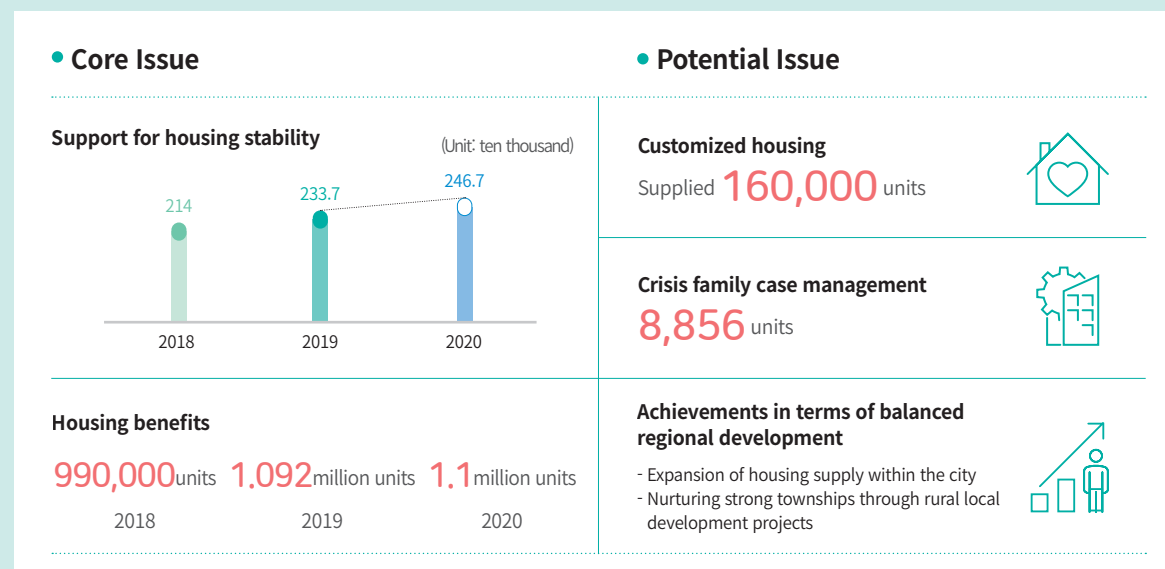 Core Issue
Support for housing stability
(Unit: ten thousand)
214
233.7
246.7
2018
2019
2020
Housing benefits
990,000units
1.092million units
1.1million units
2018
2019
2020
Potential Issue
Customized housing
Supplied 160,000 units
Crisis family case management
8,856 units
Achievements in terms of balanced
regional development
- Expansion of housing supply within the city
- Nurturing strong townships through rural local
development projects